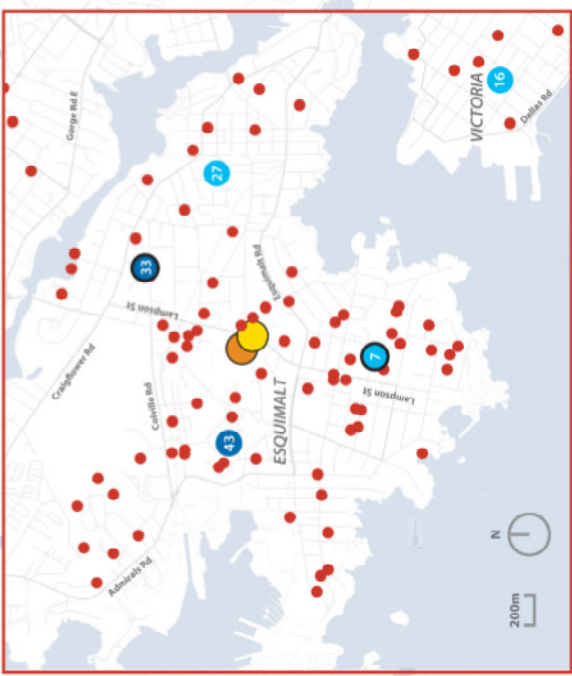 Gorge Rd E
VICTORIA
16
Dallas Rd
27
33
Esquimalt Rd
Lampson St
Craigflower Rd
Colville Rd
7
Lampson St
ESQUIMALT
43
Admirals Rd
N
200m